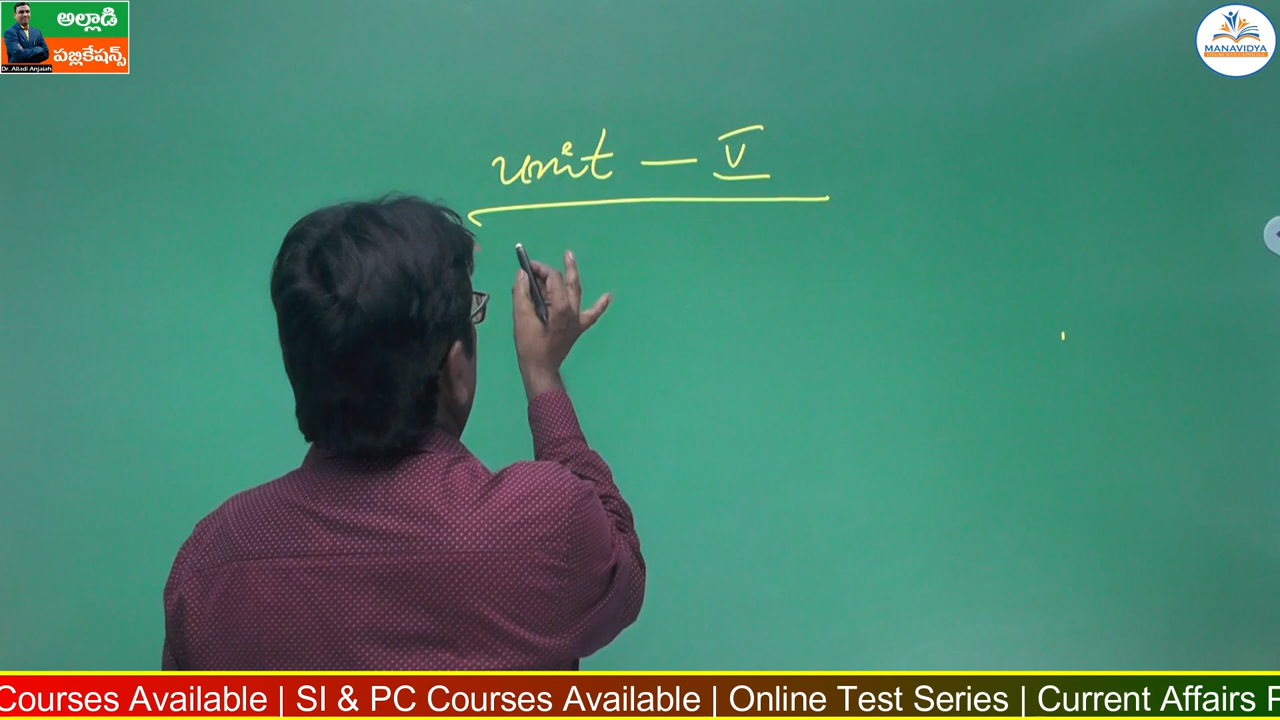 అల్లాడి
పబ్లికేషన్స్
Dr. Alladi Anjaiah
MANAVIDYA
unit - V
Courses Available | SI & PC Courses Available | Online Test Series | Current Affairs P